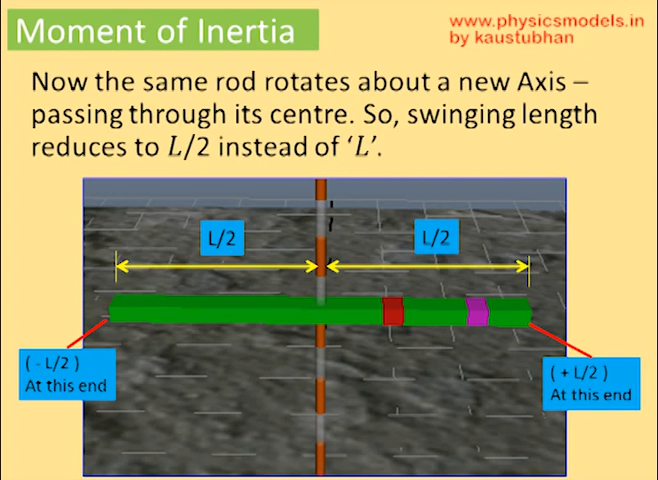 Moment of Inertia
www.physicsmodels.in
by kaustubhan
Now the same rod rotates about a new Axis –
passing through its centre. So, swinging length
reduces to L/2 instead of ‘L’.
L/2
L/2
( - L/2 )
At this end
( + L/2 )
At this end